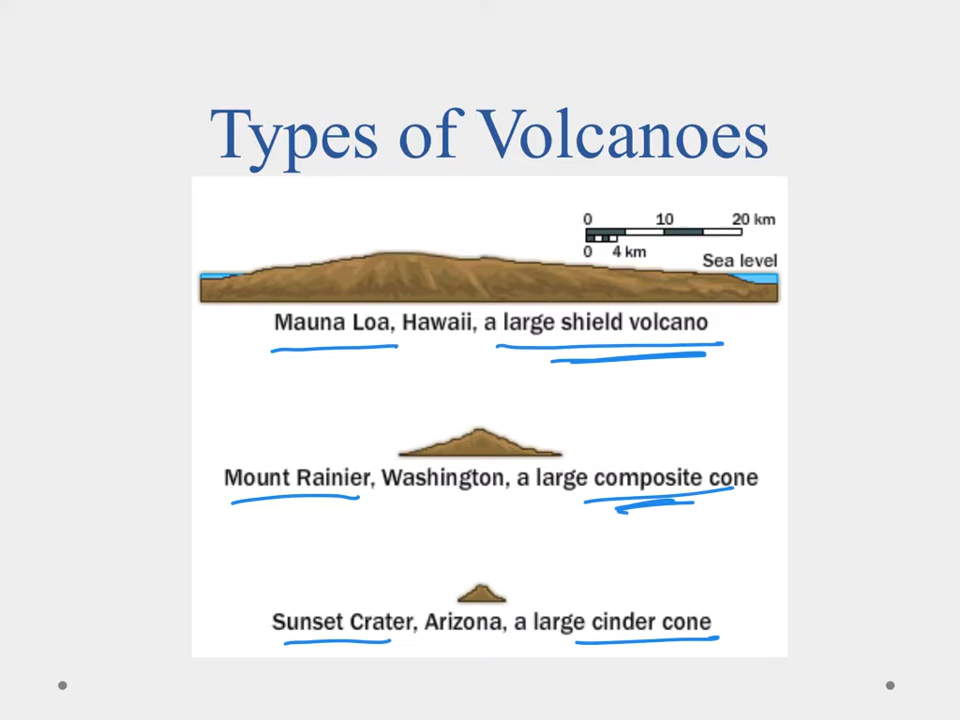 Types of Volcanoes
0 10 20 km
0 4 km
Sea level
Mauna Loa, Hawaii, a large shield volcano
Mount Rainier, Washington, a large composite cone
Sunset Crater, Arizona, a large cinder cone